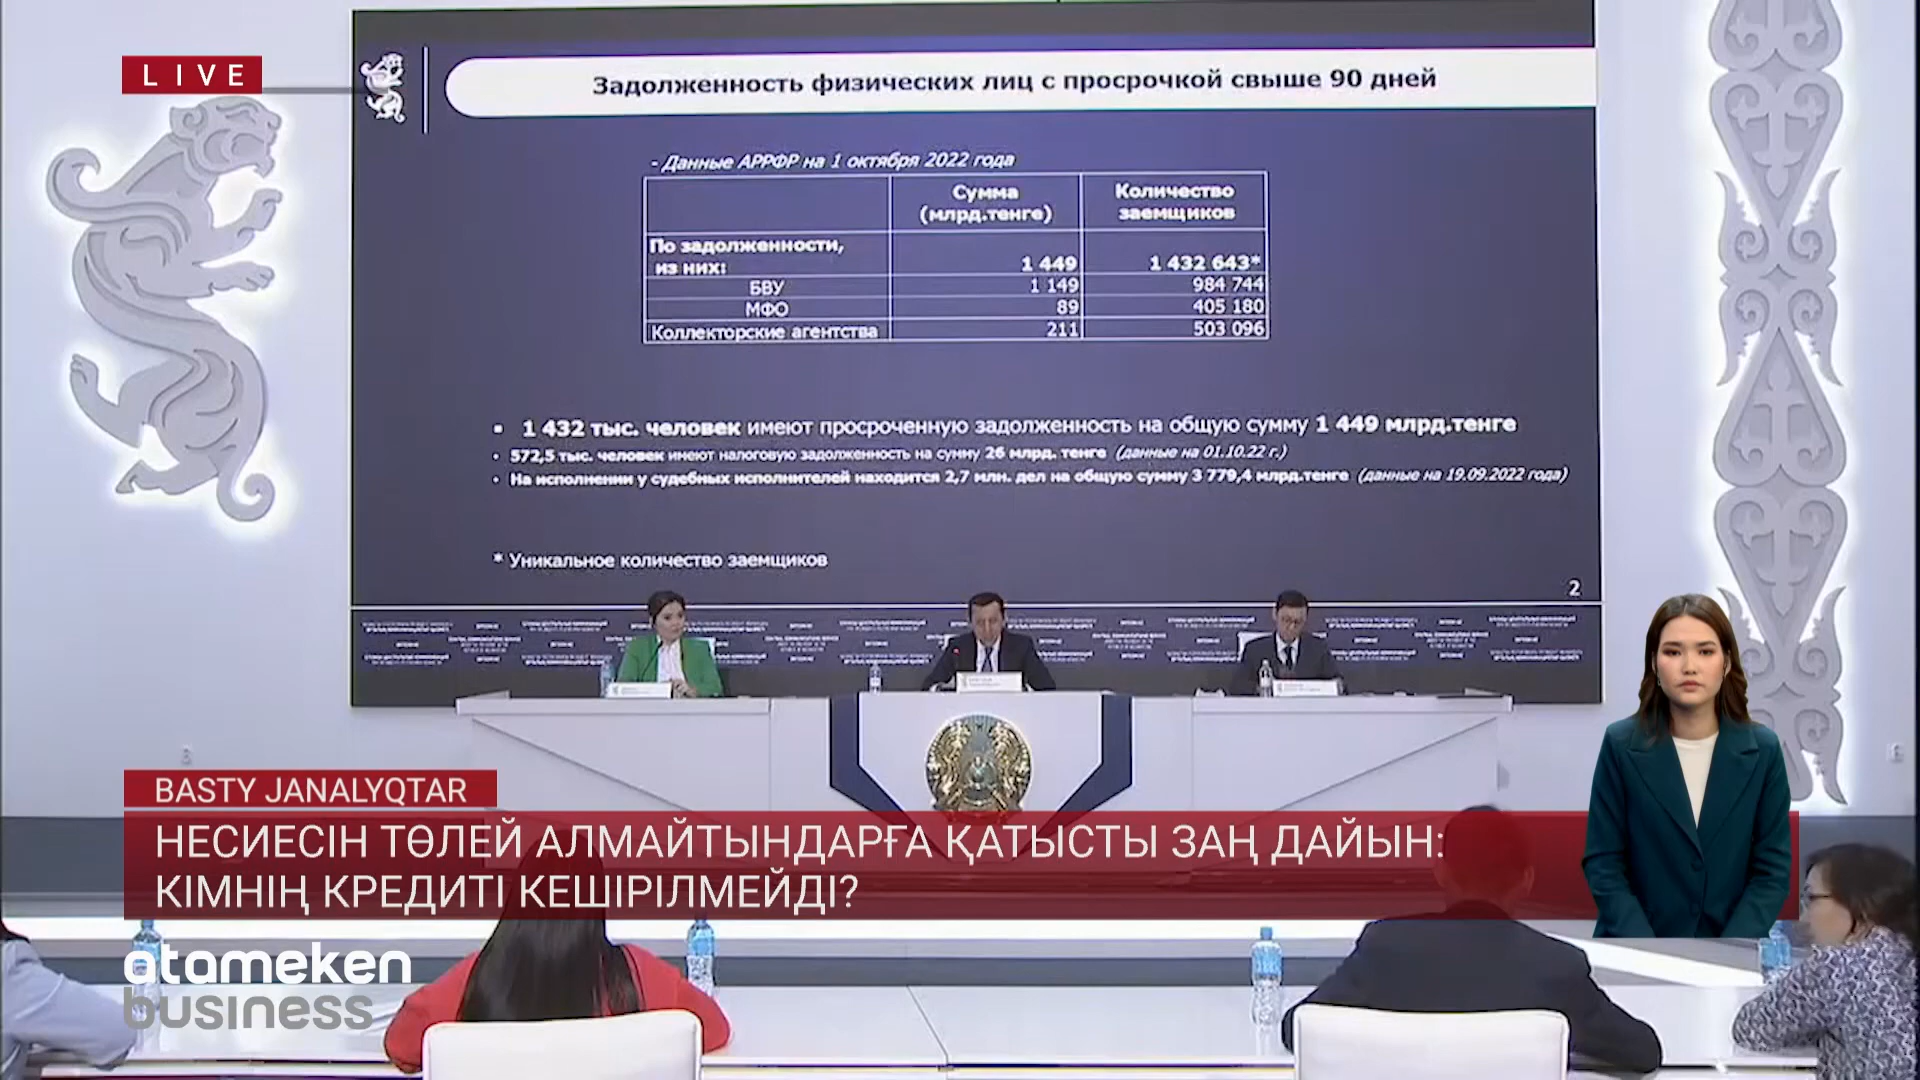 LIVE
Задолженность физических лиц с просрочкой свыше 90 дней
- Данные АРРФР на 1 октября 2022 года
Сумма (млрд.тенге)
Количество заемщиков
По задолженности, из них: 1 449 1 432 643*
БВУ 1 149 984 744
МФО 89 405 180
Коллекторские агентства 211 503 096
▪ 1 432 тыс. человек имеют просроченную задолженность на общую сумму 1 449 млрд.тенге
• 572,5 тыс. человек имеют налоговую задолженность на сумму 26 млрд. тенге (данные на 01.10.22 г.)
• На исполнении у судебных исполнителей находится 2,7 млн. дел на общую сумму 3 779,4 млрд.тенге (данные на 19.09.2022 года)
* Уникальное количество заемщиков
2
BASTY JANALYQTAR
НЕСИЕСІН ТӨЛЕЙ АЛМАЙТЫНДАРҒА ҚАТЫСТЫ ЗАҢ ДАЙЫН:
КІМНІҢ КРЕДИТІ КЕШІРІЛМЕЙДІ?
atameken
business